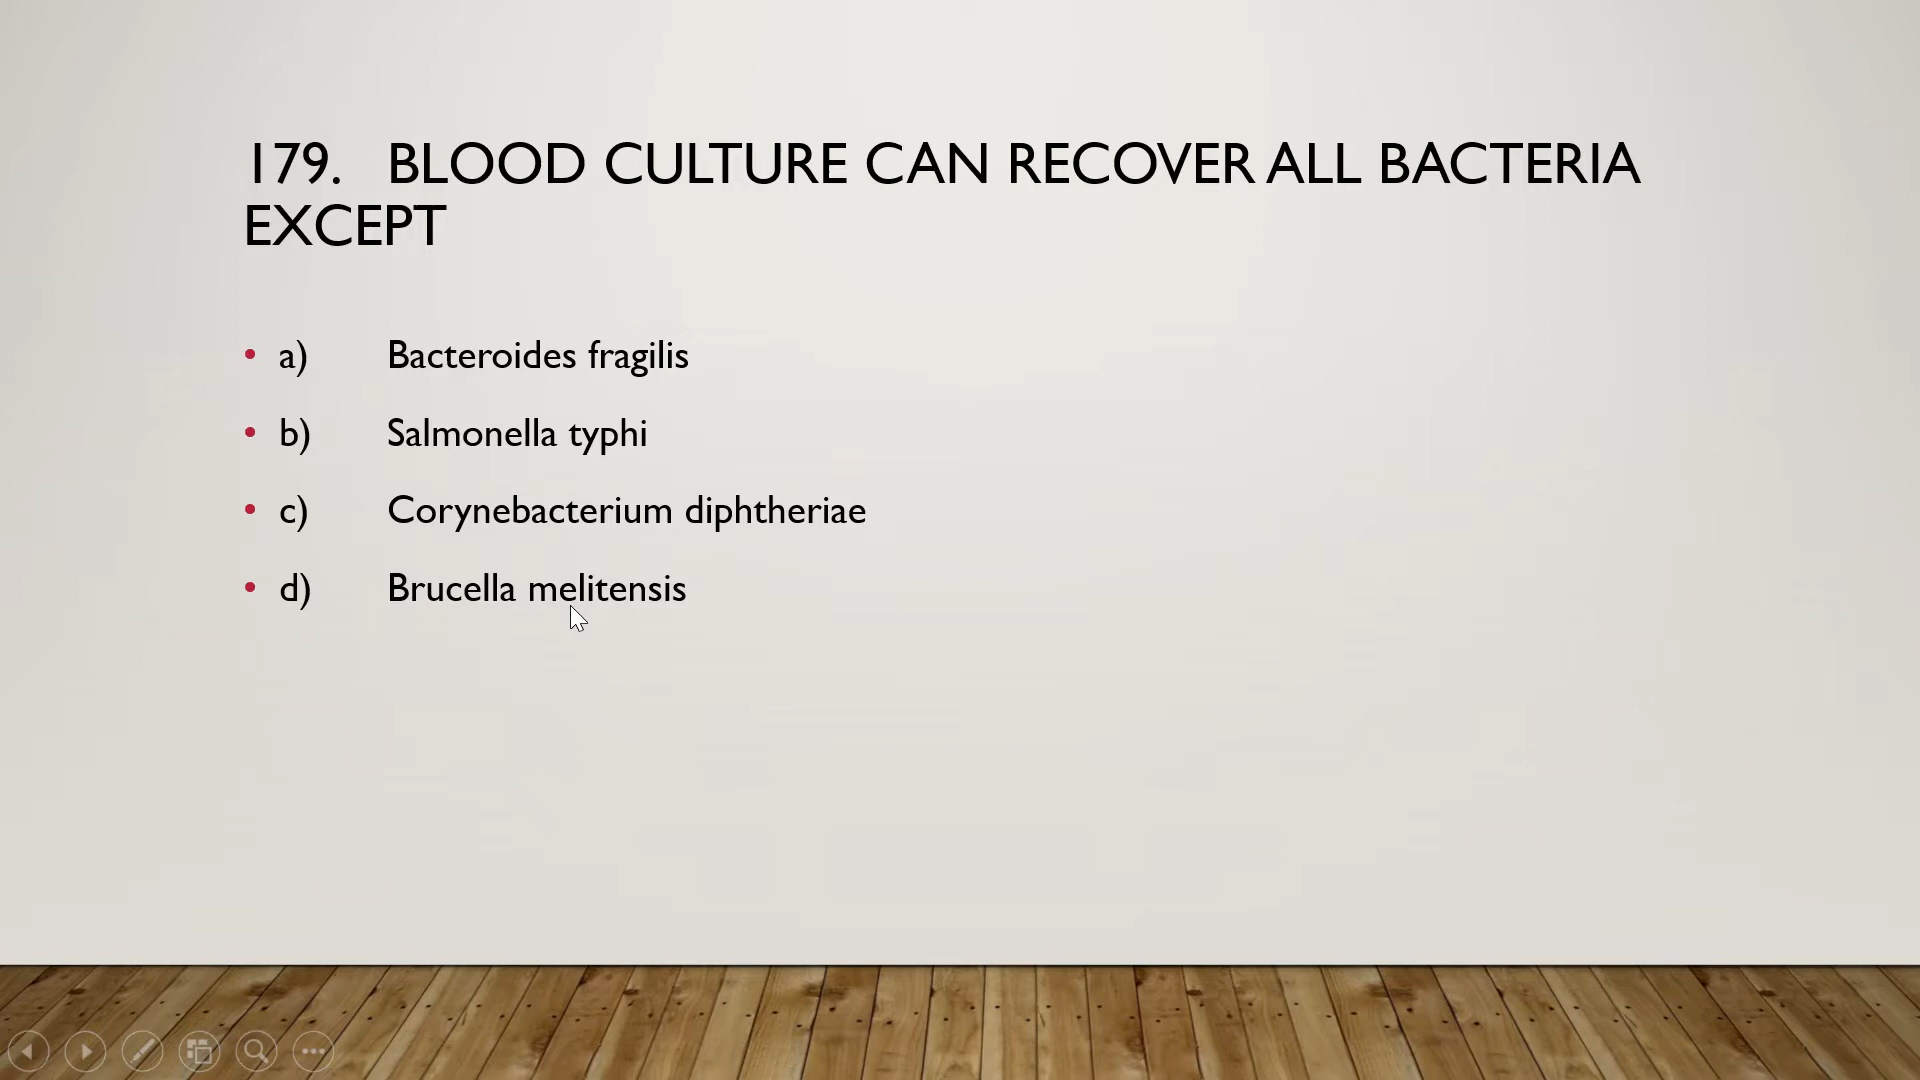 179. BLOOD CULTURE CAN RECOVER ALL BACTERIA
EXCEPT
• a) Bacteroides fragilis
• b) Salmonella typhi
• c) Corynebacterium diphtheriae
• d) Brucella melitensis